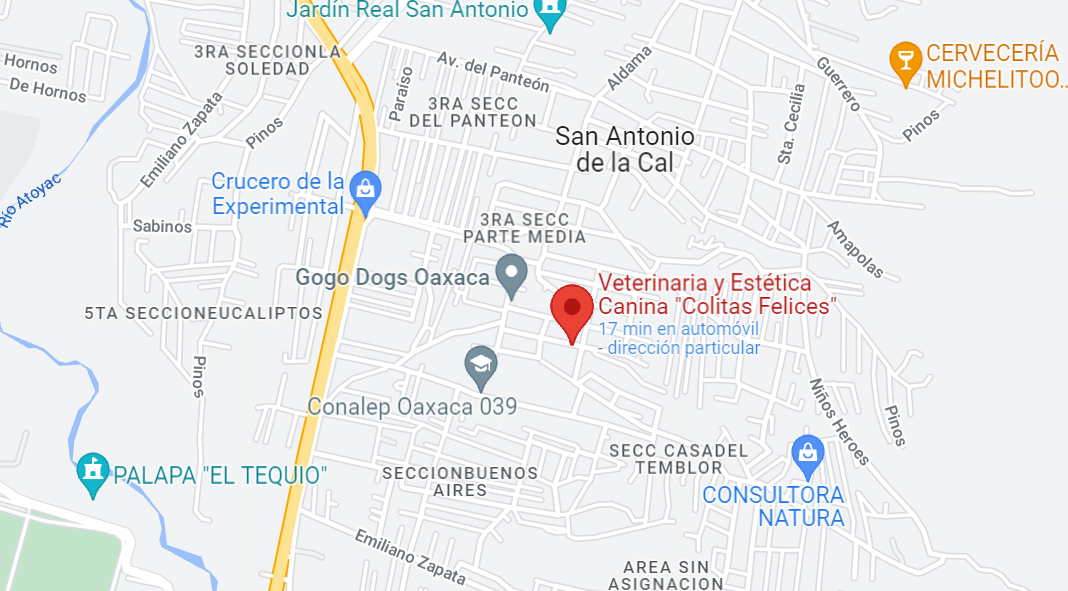 Jardín Real San Antonio
3RA SECCIONLA
SOLEDAD
Hornos
De Hornos
Av. del Panteón
Aldama
Guerrero
CERVECERÍA
MICHELITOO...
Paraíso
3RA SECC
DEL PANTEON
Emiliano Zapata
Pinos
Sta. Cecilia
Pinos
San Antonio
de la Cal
Río Atoyac
Crucero de la
Experimental
Sabinos
3RA SECC
PARTE MEDIA
Amapolas
Gogo Dogs Oaxaca
Veterinaria y Estética
Canina "Colitas Felices"
17 min en automóvil
- dirección particular
5TA SECCIONEUCALIPTOS
Pinos
Conalep Oaxaca 039
Niños Heroes
Pinos
SECC CASADEL
TEMBLOR
PALAPA "EL TEQUIO"
SECCIONBUENOS
AIRES
CONSULTORA
NATURA
Emiliano Zapata
AREA SIN
ASIGNACION